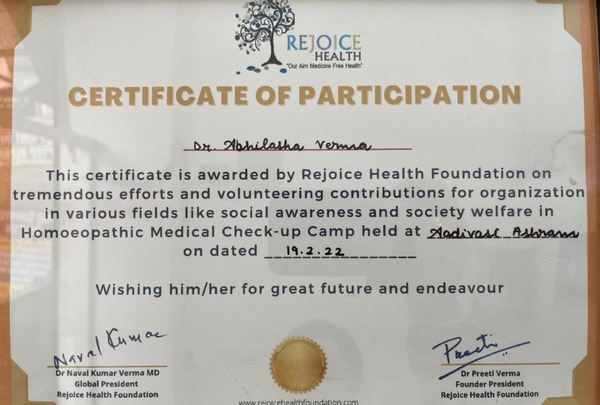 REJOICE
HEALTH
"Our Aim Medicine Free Health"
CERTIFICATE OF PARTICIPATION
Dr. Abhilasha Verma
This certificate is awarded by Rejoice Health Foundation on
tremendous efforts and volunteering contributions for organization
in various fields like social awareness and society welfare in
Homoeopathic Medical Check-up Camp held at Aadivasi Ashram
on dated 19.2.22
Wishing him/her for great future and endeavour
Naval Kumar
Dr Naval Kumar Verma MD
Global President
Rejoice Health Foundation
Preeti
Dr Preeti Verma
Founder President
Rejoice Health Foundation
www.rejoicehealthfoundation.com